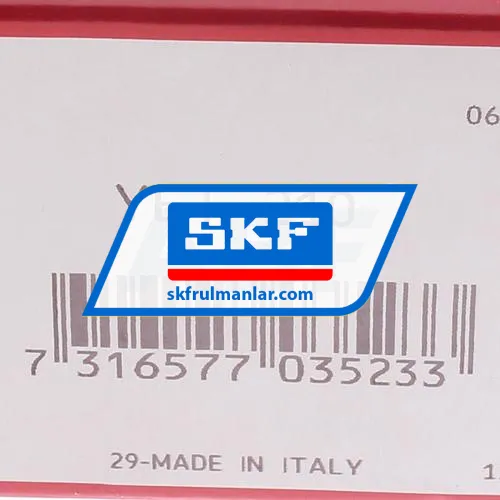 06
SKF
skfrulmanlar.com
7 316577 035233
29-MADE IN ITALY
1